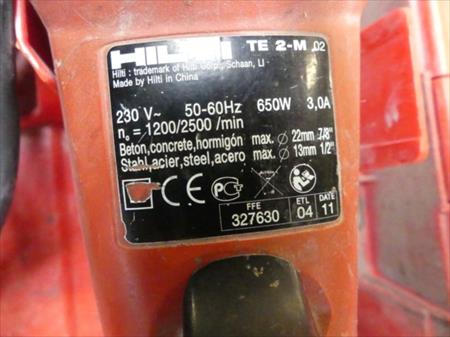 HILTI TE 2-M .02
Hilti : trademark of Hilti Corp., Schaan, LI
Made by Hilti in China
230 V~ 50-60Hz 650W 3,0A
n₀ = 1200/2500 /min
Beton,concrete,hormigón max. Ø 22mm 7/8"
Stahl,acier,steel,acero max. Ø 13mm 1/2"
CE PCT
FFE ETL DATE
327630 04 11